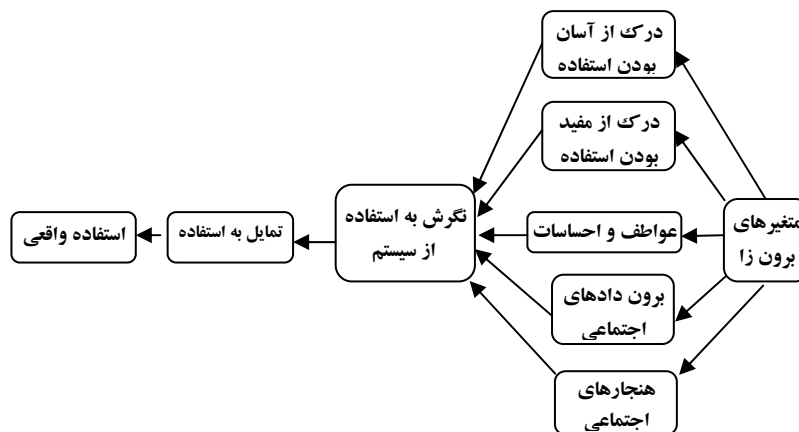 درک از آسان
بودن استفاده
درک از مفید
بودن استفاده
متغیرهای
برون زا
عواطف و احساسات
نگرش به استفاده
از سیستم
تمایل به استفاده
استفاده واقعی
برون دادهای
اجتماعی
هنجارهای
اجتماعی